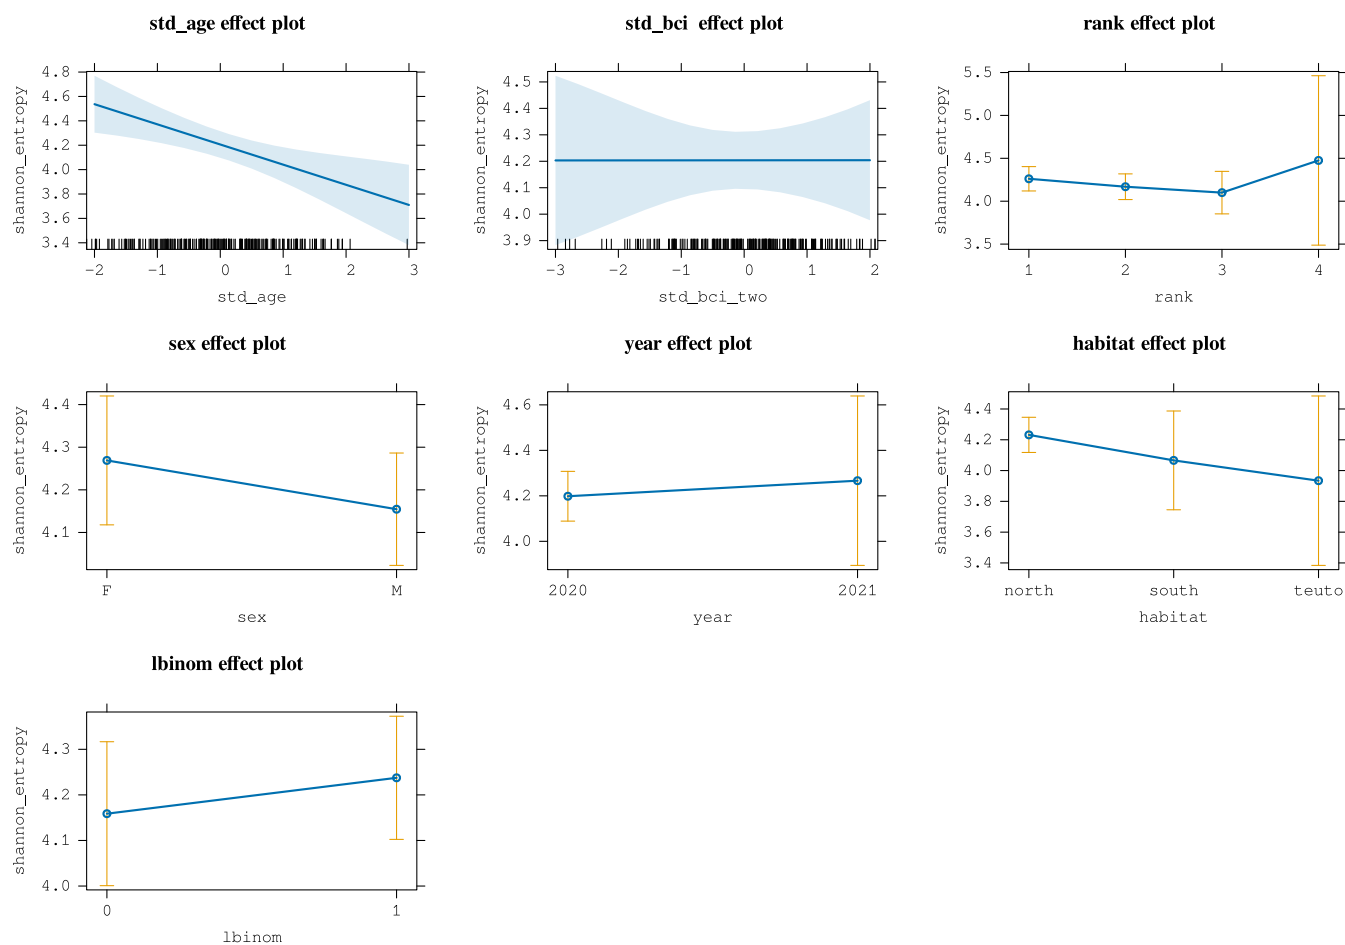 std_age effect plot
shannon_entropy
4.8
4.6
4.4
4.2
4.0
3.8
3.6
3.4
-2 -1 0 1 2 3
std_age
std_bci effect plot
shannon_entropy
4.5
4.4
4.3
4.2
4.1
4.0
3.9
-3 -2 -1 0 1 2
std_bci_two
rank effect plot
shannon_entropy
5.5
5.0
4.5
4.0
3.5
1 2 3 4
rank
sex effect plot
shannon_entropy
4.4
4.3
4.2
4.1
F M
sex
year effect plot
shannon_entropy
4.6
4.4
4.2
4.0
2020 2021
year
habitat effect plot
shannon_entropy
4.4
4.2
4.0
3.8
3.6
3.4
north south teuto
habitat
lbinom effect plot
shannon_entropy
4.3
4.2
4.1
4.0
0 1
lbinom